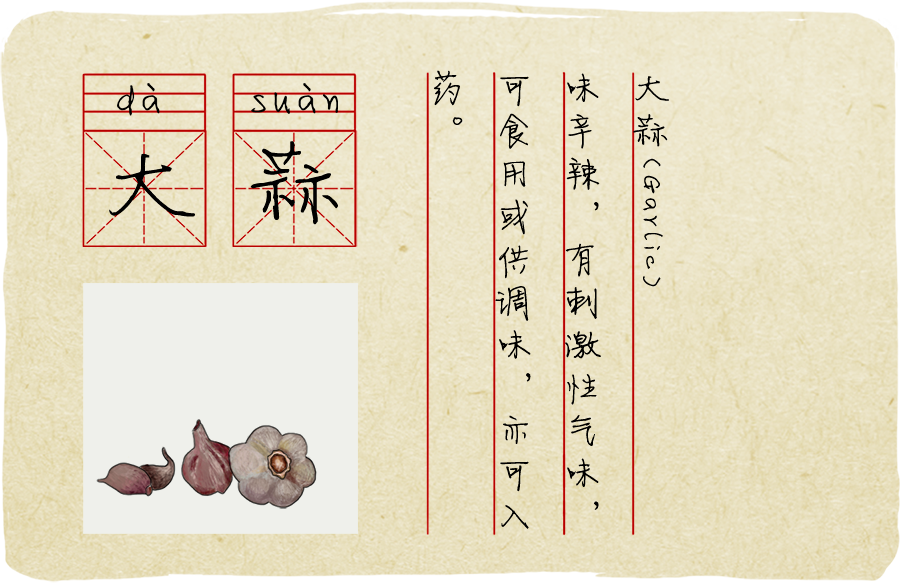 dà suàn
大蒜
大蒜(Garlic)
味辛辣，有刺激性气味，
可食用或供调味，亦可入
药。